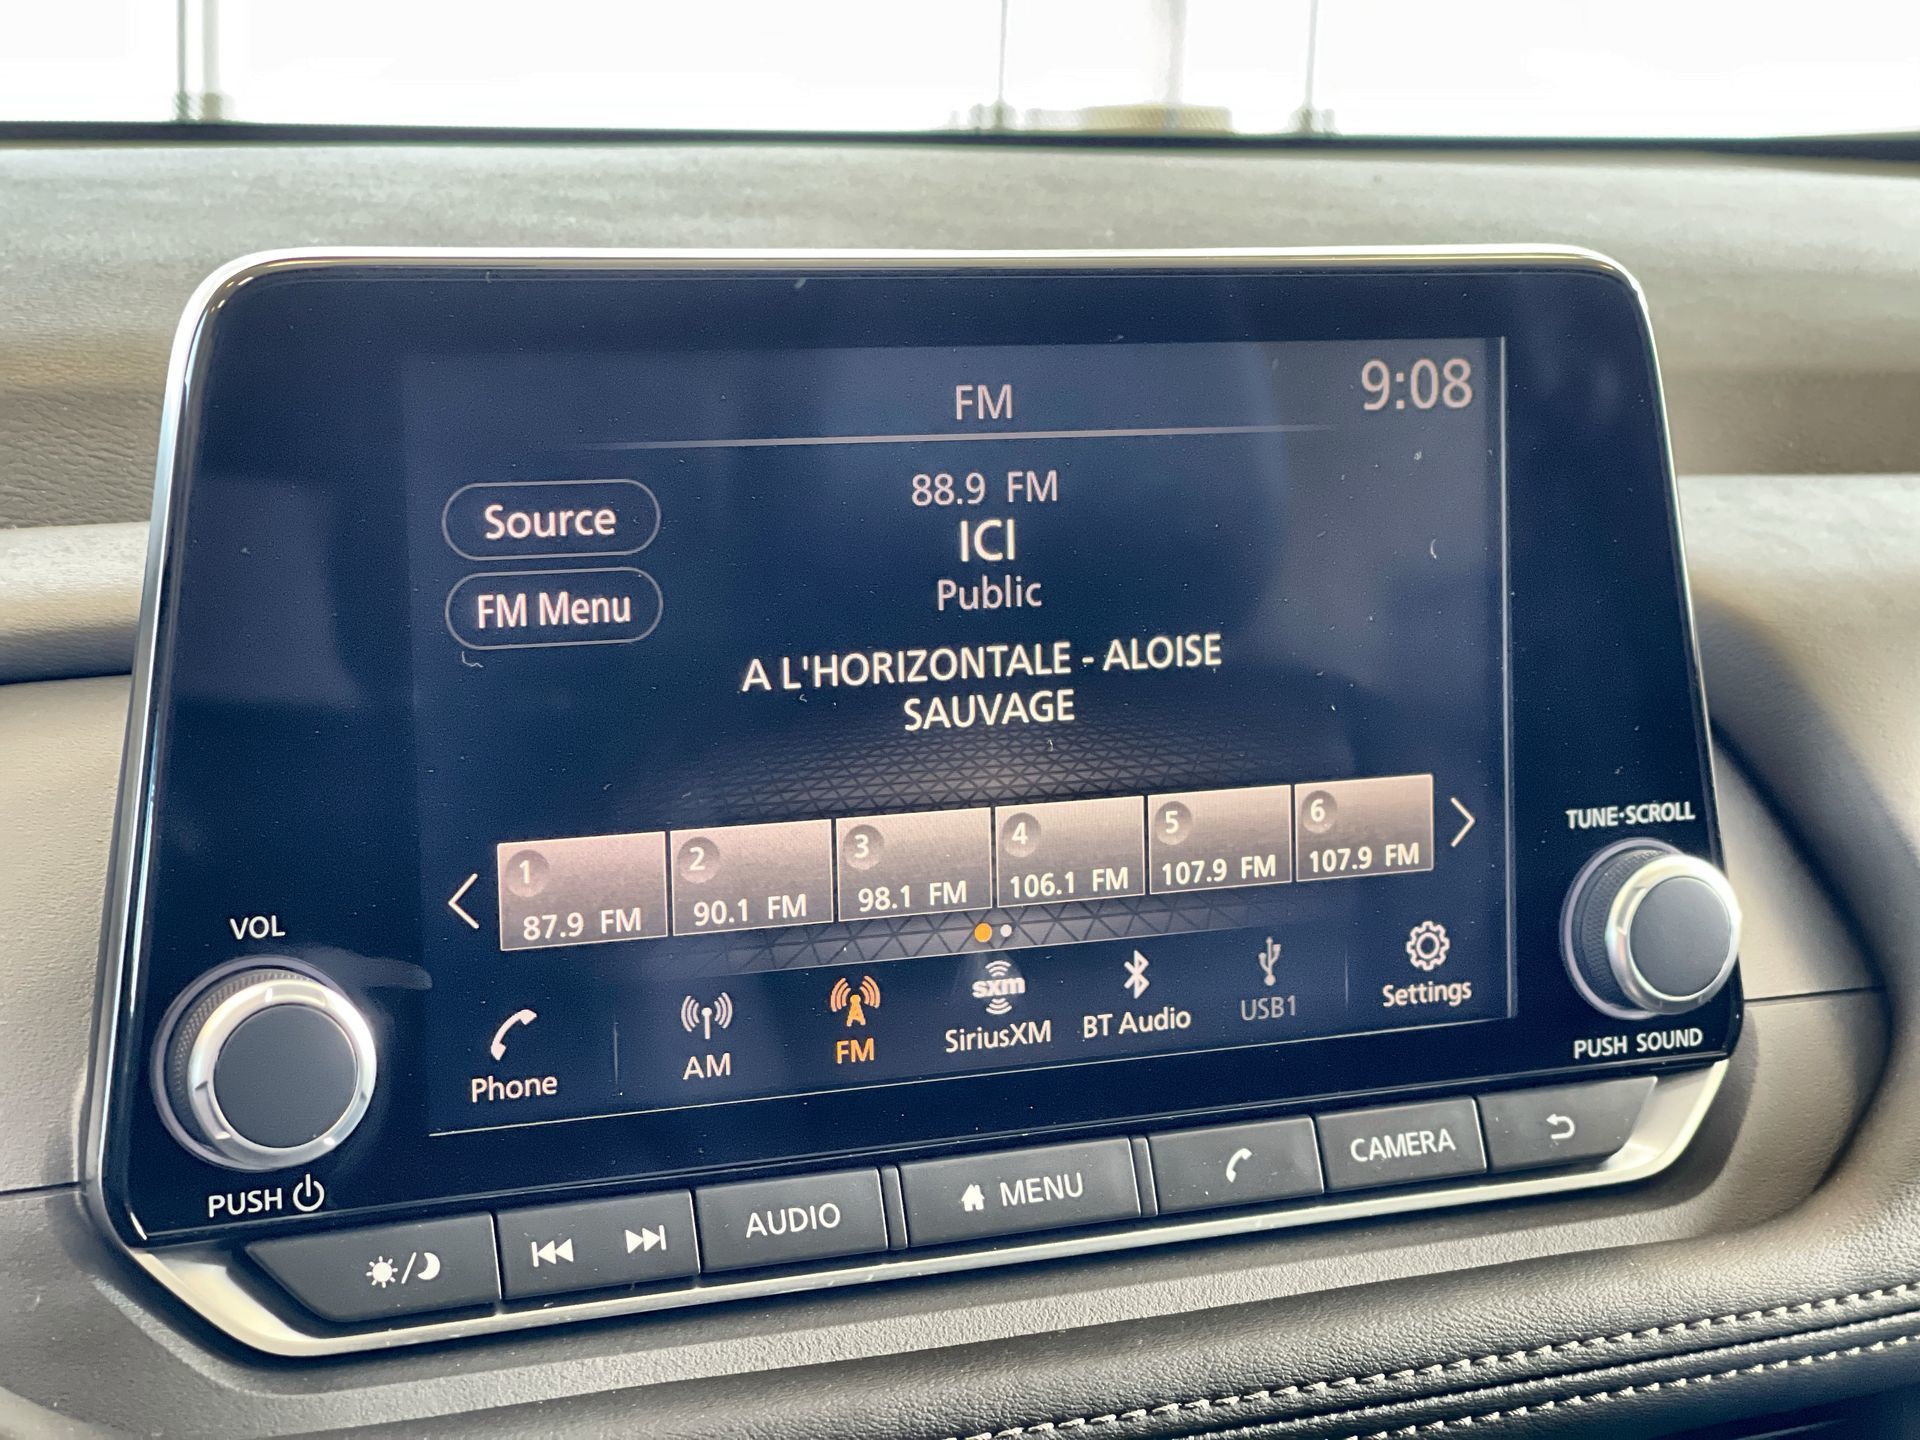 FM
9:08
88.9 FM
ICI
Public
Source
FM Menu
A L'HORIZONTALE - ALOISE
SAUVAGE
1
87.9 FM
2
90.1 FM
3
98.1 FM
4
106.1 FM
5
107.9 FM
6
107.9 FM
Phone
AM
FM
sxm
SiriusXM
BT Audio
USB1
Settings
VOL
PUSH
TUNE·SCROLL
PUSH SOUND
AUDIO
MENU
CAMERA